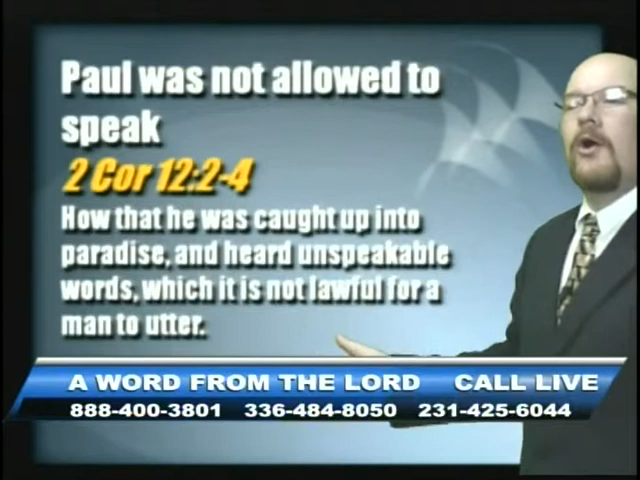 Paul was not allowed to
speak
2 Cor 12:2-4
How that he was caught up into
paradise, and heard unspeakable
words, which it is not lawful for a
man to utter.
A WORD FROM THE LORD CALL LIVE
888-400-3801 336-484-8050 231-425-6044